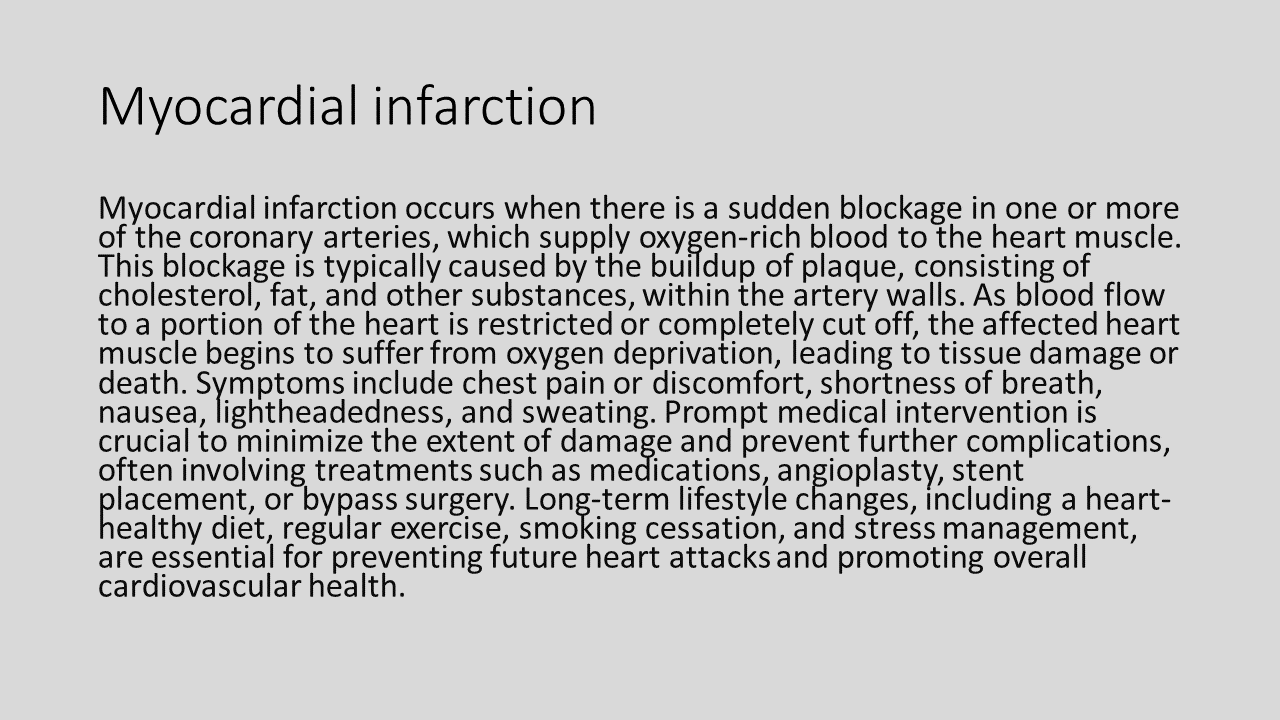 Myocardial infarction
Myocardial infarction occurs when there is a sudden blockage in one or more
of the coronary arteries, which supply oxygen-rich blood to the heart muscle.
This blockage is typically caused by the buildup of plaque, consisting of
cholesterol, fat, and other substances, within the artery walls. As blood flow
to a portion of the heart is restricted or completely cut off, the affected heart
muscle begins to suffer from oxygen deprivation, leading to tissue damage or
death. Symptoms include chest pain or discomfort, shortness of breath,
nausea, lightheadedness, and sweating. Prompt medical intervention is
crucial to minimize the extent of damage and prevent further complications,
often involving treatments such as medications, angioplasty, stent
placement, or bypass surgery. Long-term lifestyle changes, including a heart-
healthy diet, regular exercise, smoking cessation, and stress management,
are essential for preventing future heart attacks and promoting overall
cardiovascular health.